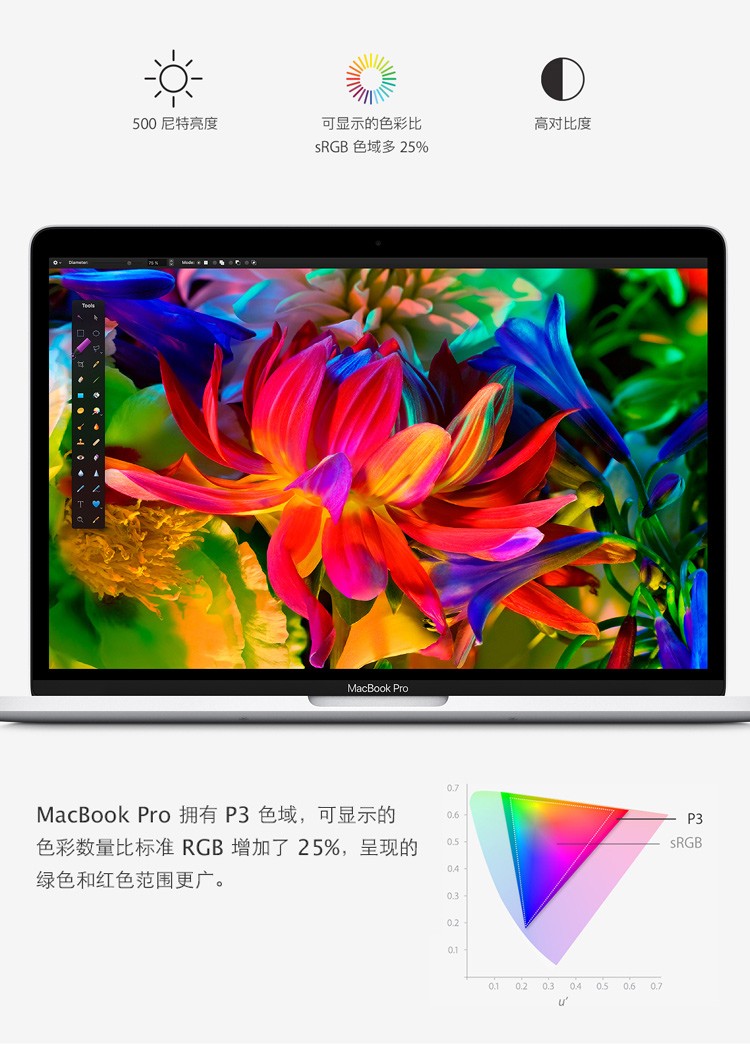 500 尼特亮度
可显示的色彩比
sRGB 色域多 25%
高对比度
Diameter:
75 %
Mode:
Tools
MacBook Pro
MacBook Pro 拥有 P3 色域，可显示的
色彩数量比标准 RGB 增加了 25%，呈现的
绿色和红色范围更广。
0.7
0.6
0.5
0.4
0.3
0.2
0.1
P3
sRGB
0.1 0.2 0.3 0.4 0.5 0.6 0.7
u′